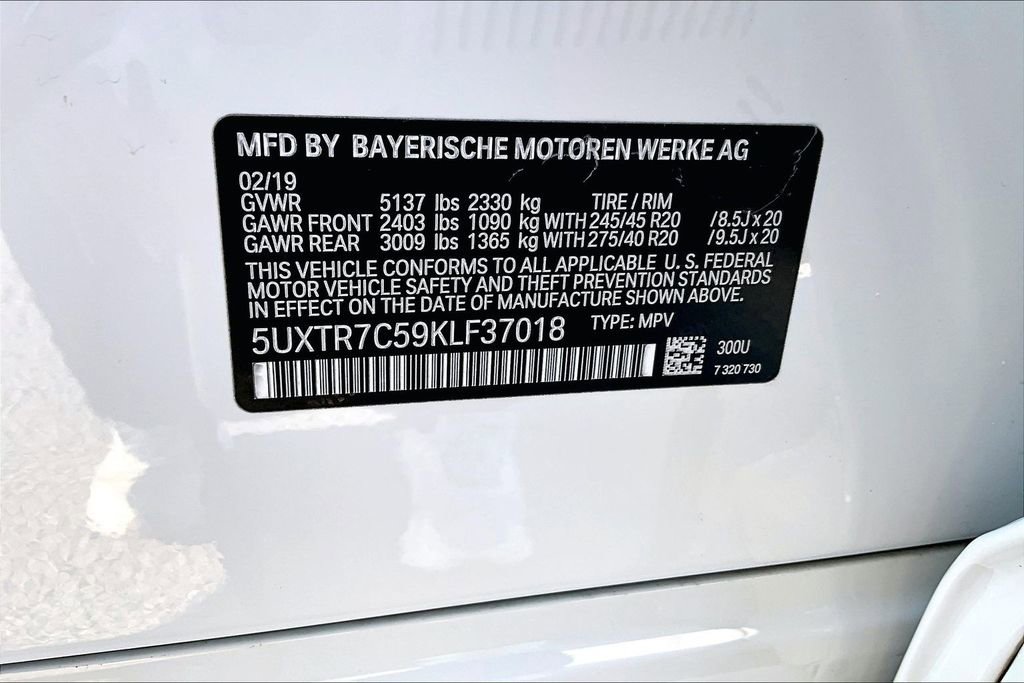 MFD BY BAYERISCHE MOTOREN WERKE AG
02/19
GVWR 5137 lbs 2330 kg TIRE / RIM
GAWR FRONT 2403 lbs 1090 kg WITH 245/45 R20 /8.5J x 20
GAWR REAR 3009 lbs 1365 kg WITH 275/40 R20 /9.5J x 20
THIS VEHICLE CONFORMS TO ALL APPLICABLE U. S. FEDERAL
MOTOR VEHICLE SAFETY AND THEFT PREVENTION STANDARDS
IN EFFECT ON THE DATE OF MANUFACTURE SHOWN ABOVE.
5UXTR7C59KLF37018 TYPE: MPV
300U
7 320 730